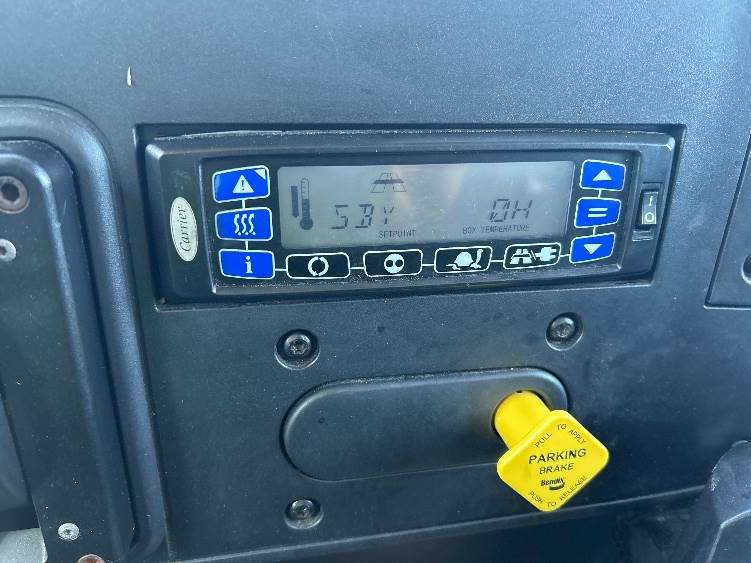 Carrier
SBY
0H
SETPOINT
BOX TEMPERATURE
i
I
O
PULL TO APPLY
PARKING
BRAKE
Bendix
PUSH TO RELEASE